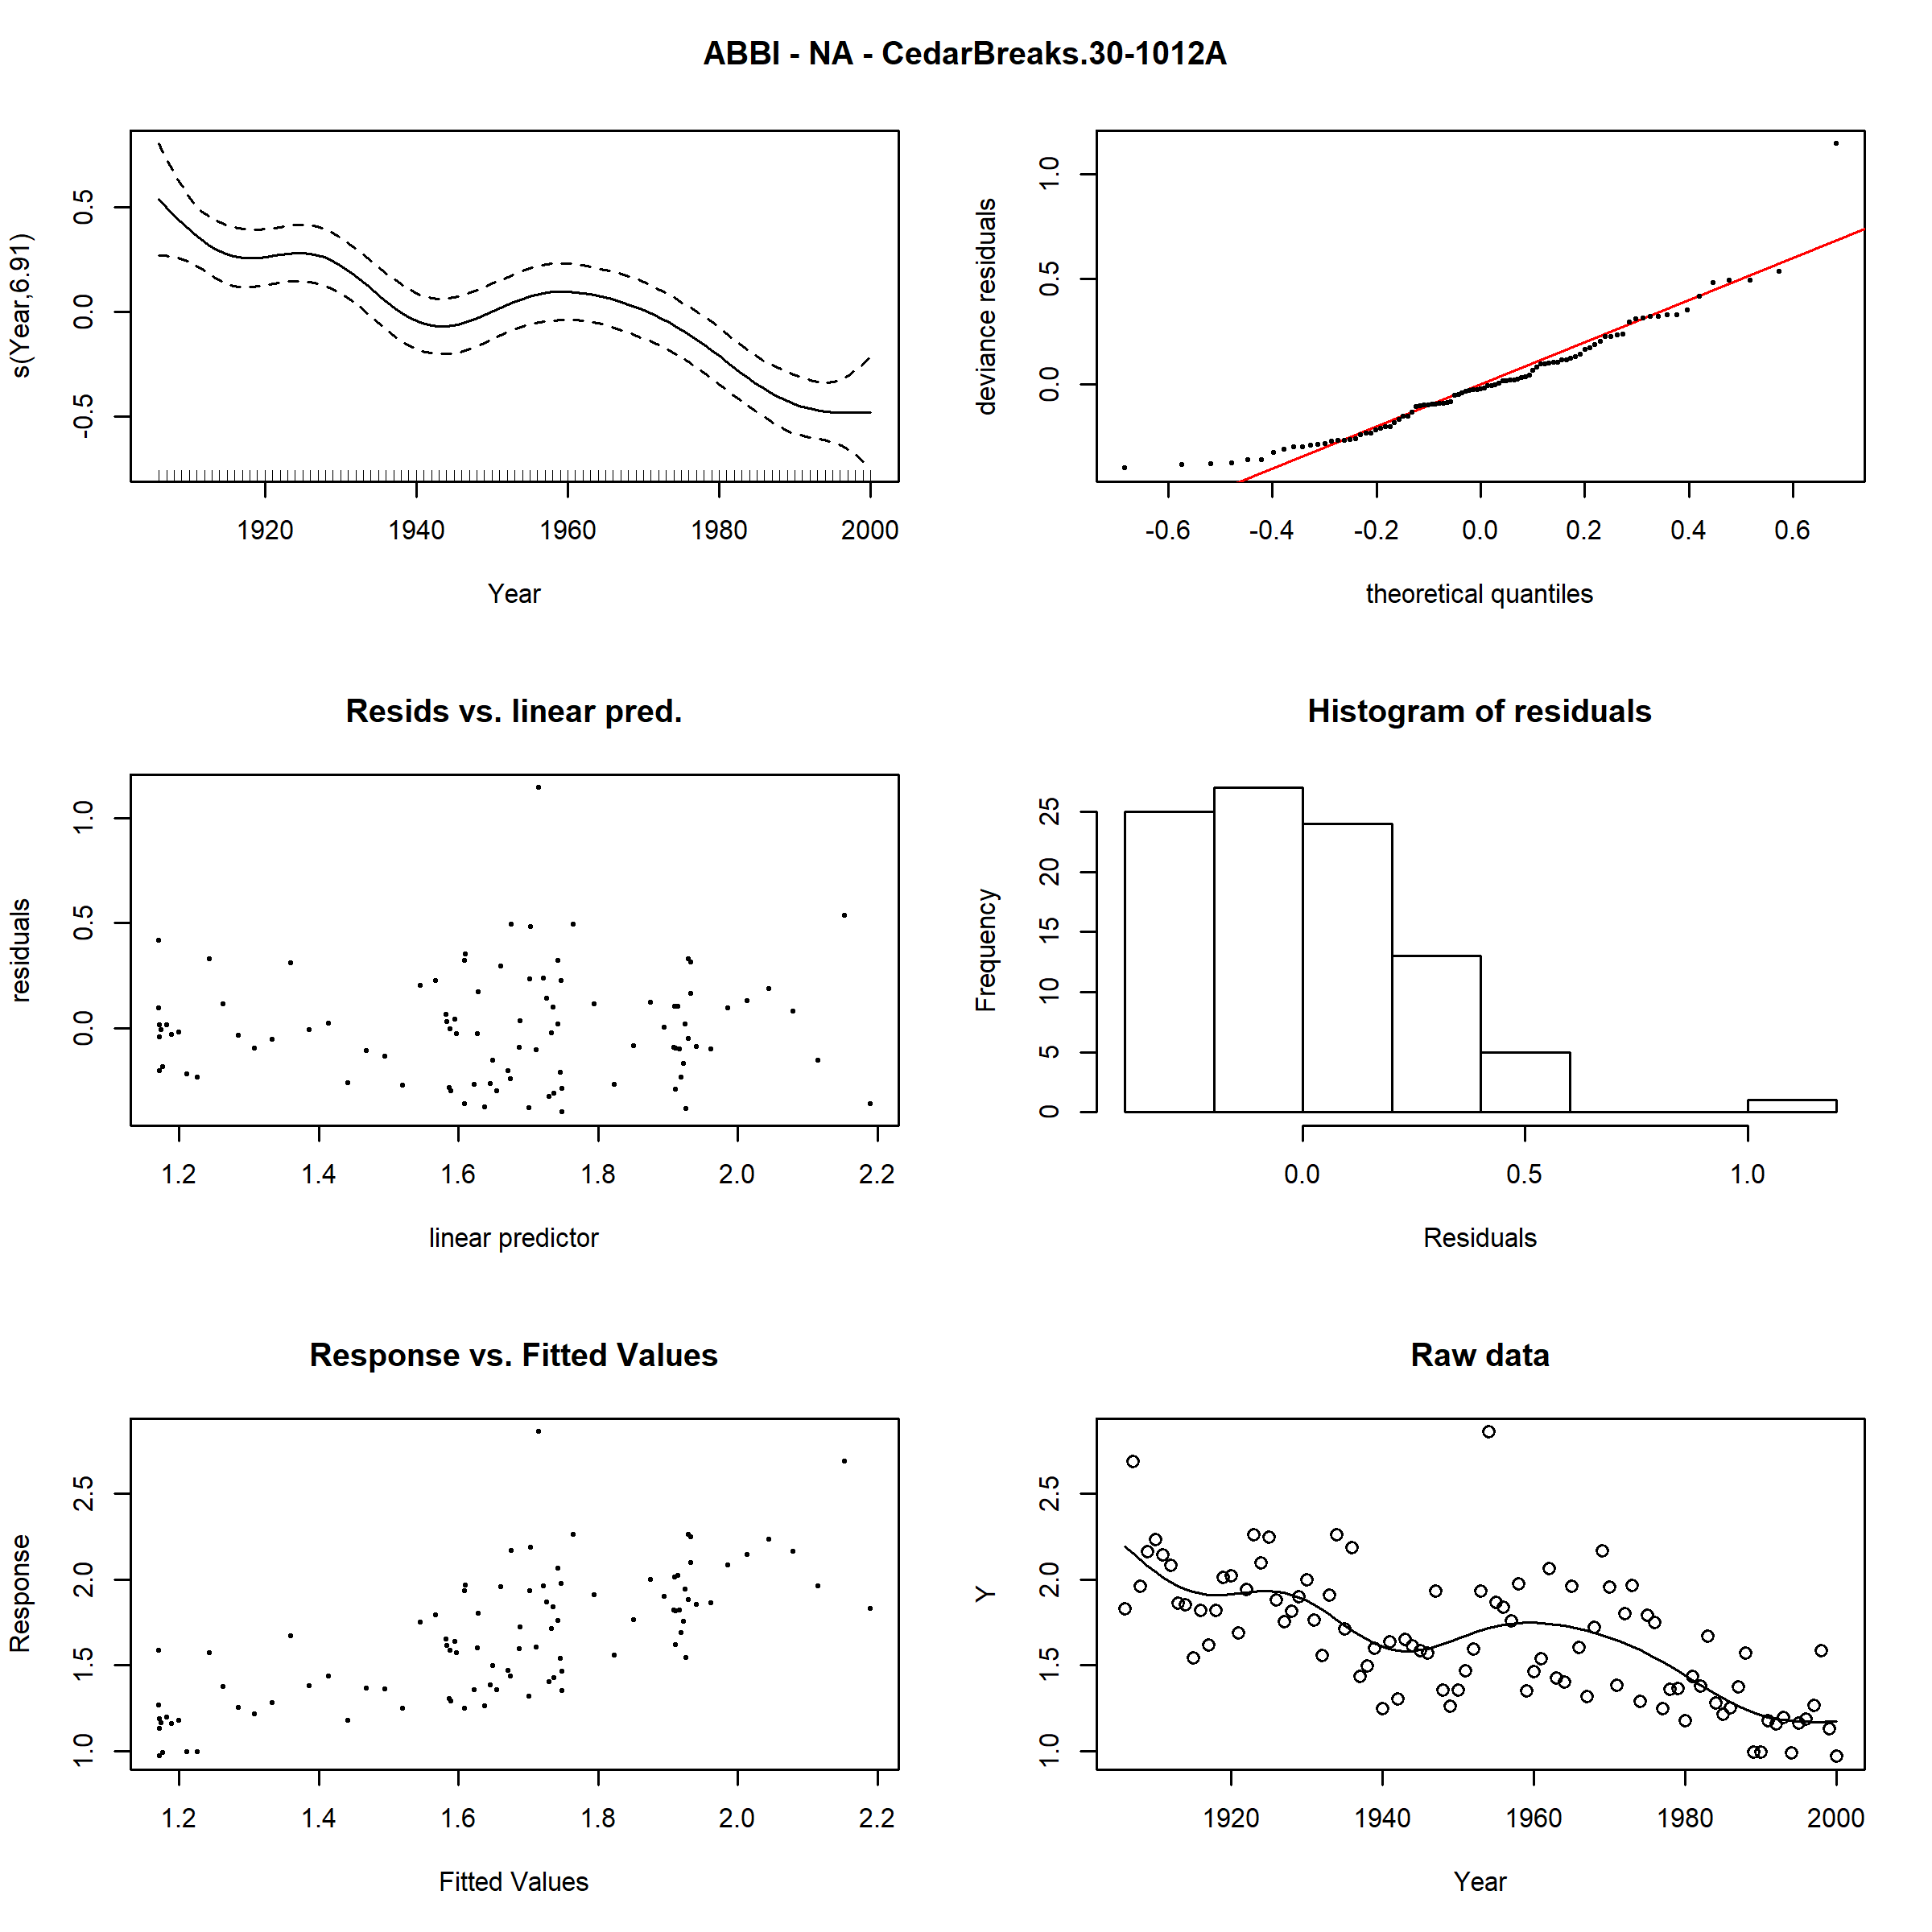 ABBI - NA - CedarBreaks.30-1012A
s(Year,6.91)
0.5
0.0
-0.5
1920 1940 1960 1980 2000
Year
deviance residuals
1.0
0.5
0.0
-0.6 -0.4 -0.2 0.0 0.2 0.4 0.6
theoretical quantiles
Resids vs. linear pred.
residuals
1.0
0.5
0.0
1.2 1.4 1.6 1.8 2.0 2.2
linear predictor
Histogram of residuals
Frequency
25
20
15
10
5
0
0.0 0.5 1.0
Residuals
Response vs. Fitted Values
Response
2.5
2.0
1.5
1.0
1.2 1.4 1.6 1.8 2.0 2.2
Fitted Values
Raw data
Y
2.5
2.0
1.5
1.0
1920 1940 1960 1980 2000
Year